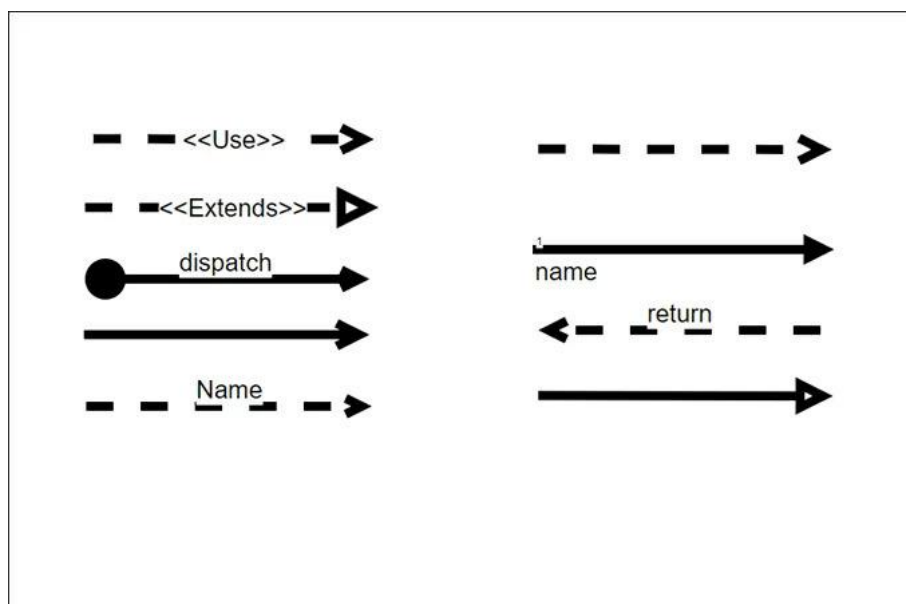 <<Use>>
<<Extends>>
dispatch
Name
1
name
return